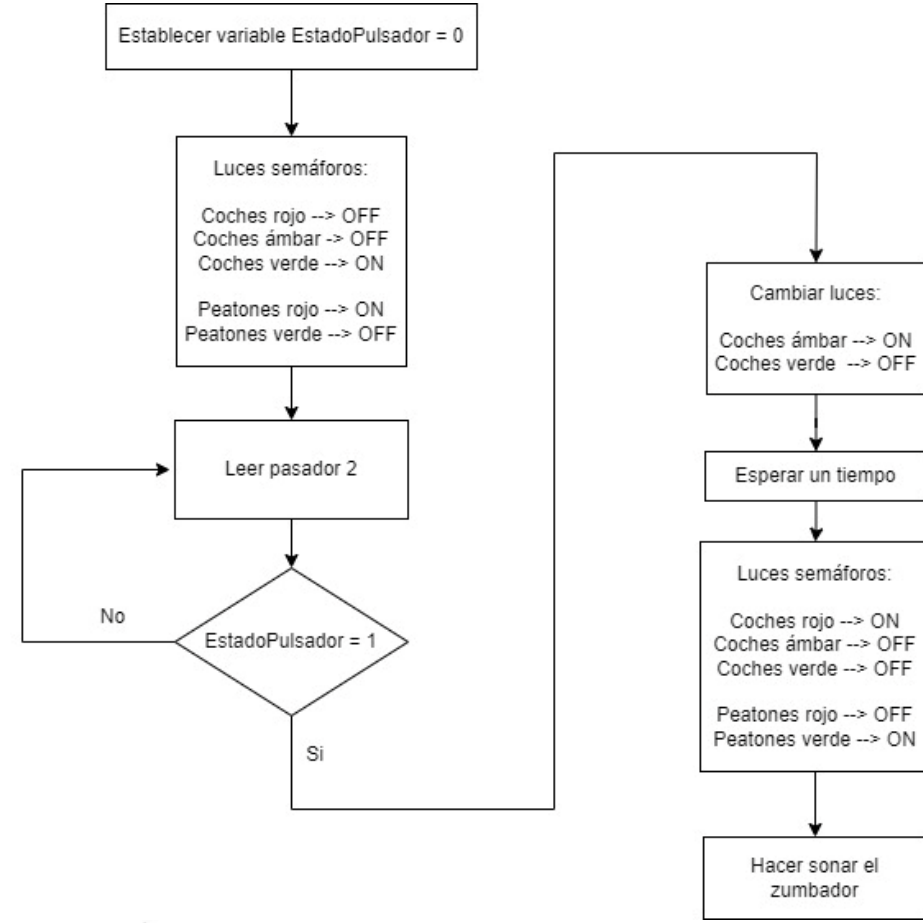 Establecer variable EstadoPulsador = 0
Luces semáforos:
Coches rojo --> OFF
Coches ámbar -> OFF
Coches verde --> ON
Peatones rojo --> ON
Peatones verde --> OFF
Leer pasador 2
No
EstadoPulsador = 1
Si
Cambiar luces:
Coches ámbar --> ON
Coches verde --> OFF
Esperar un tiempo
Luces semáforos:
Coches rojo --> ON
Coches ámbar --> OFF
Coches verde --> OFF
Peatones rojo --> OFF
Peatones verde --> ON
Hacer sonar el
zumbador